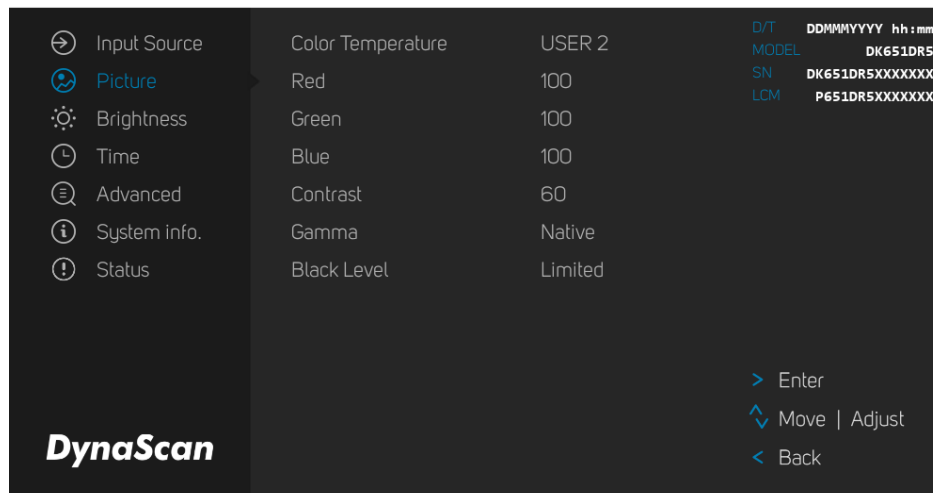 Input Source
Picture
Brightness
Time
Advanced
System info.
Status
DynaScan
Color Temperature USER 2
Red 100
Green 100
Blue 100
Contrast 60
Gamma Native
Black Level Limited
D/T DDMMMYYYY hh:mm
MODEL DK651DR5
SN DK651DR5XXXXXXX
LCM P651DR5XXXXXXX
> Enter
Move | Adjust
< Back